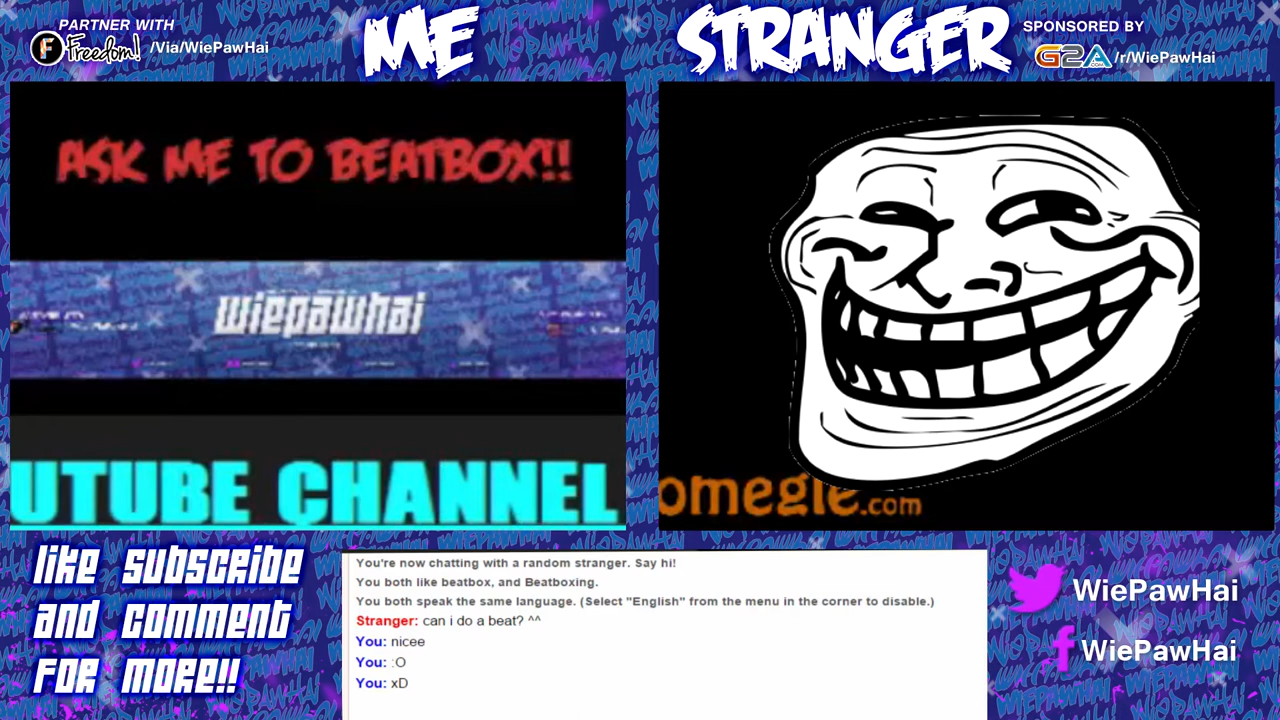 PARTNER WITH
Freedom! /Via/WiePawHai
ME
STRANGER
SPONSORED BY
G2A.COM /r/WiePawHai
ASK ME TO BEATBOX!!
wiepawhai
UTUBE CHANNEL
omegle.com
like subscribe
and comment
for more!!
You're now chatting with a random stranger. Say hi!
You both like beatbox, and Beatboxing.
You both speak the same language. (Select "English" from the menu in the corner to disable.)
Stranger: can i do a beat? ^^
You: nicee
You: :O
You: xD
WiePawHai
WiePawHai